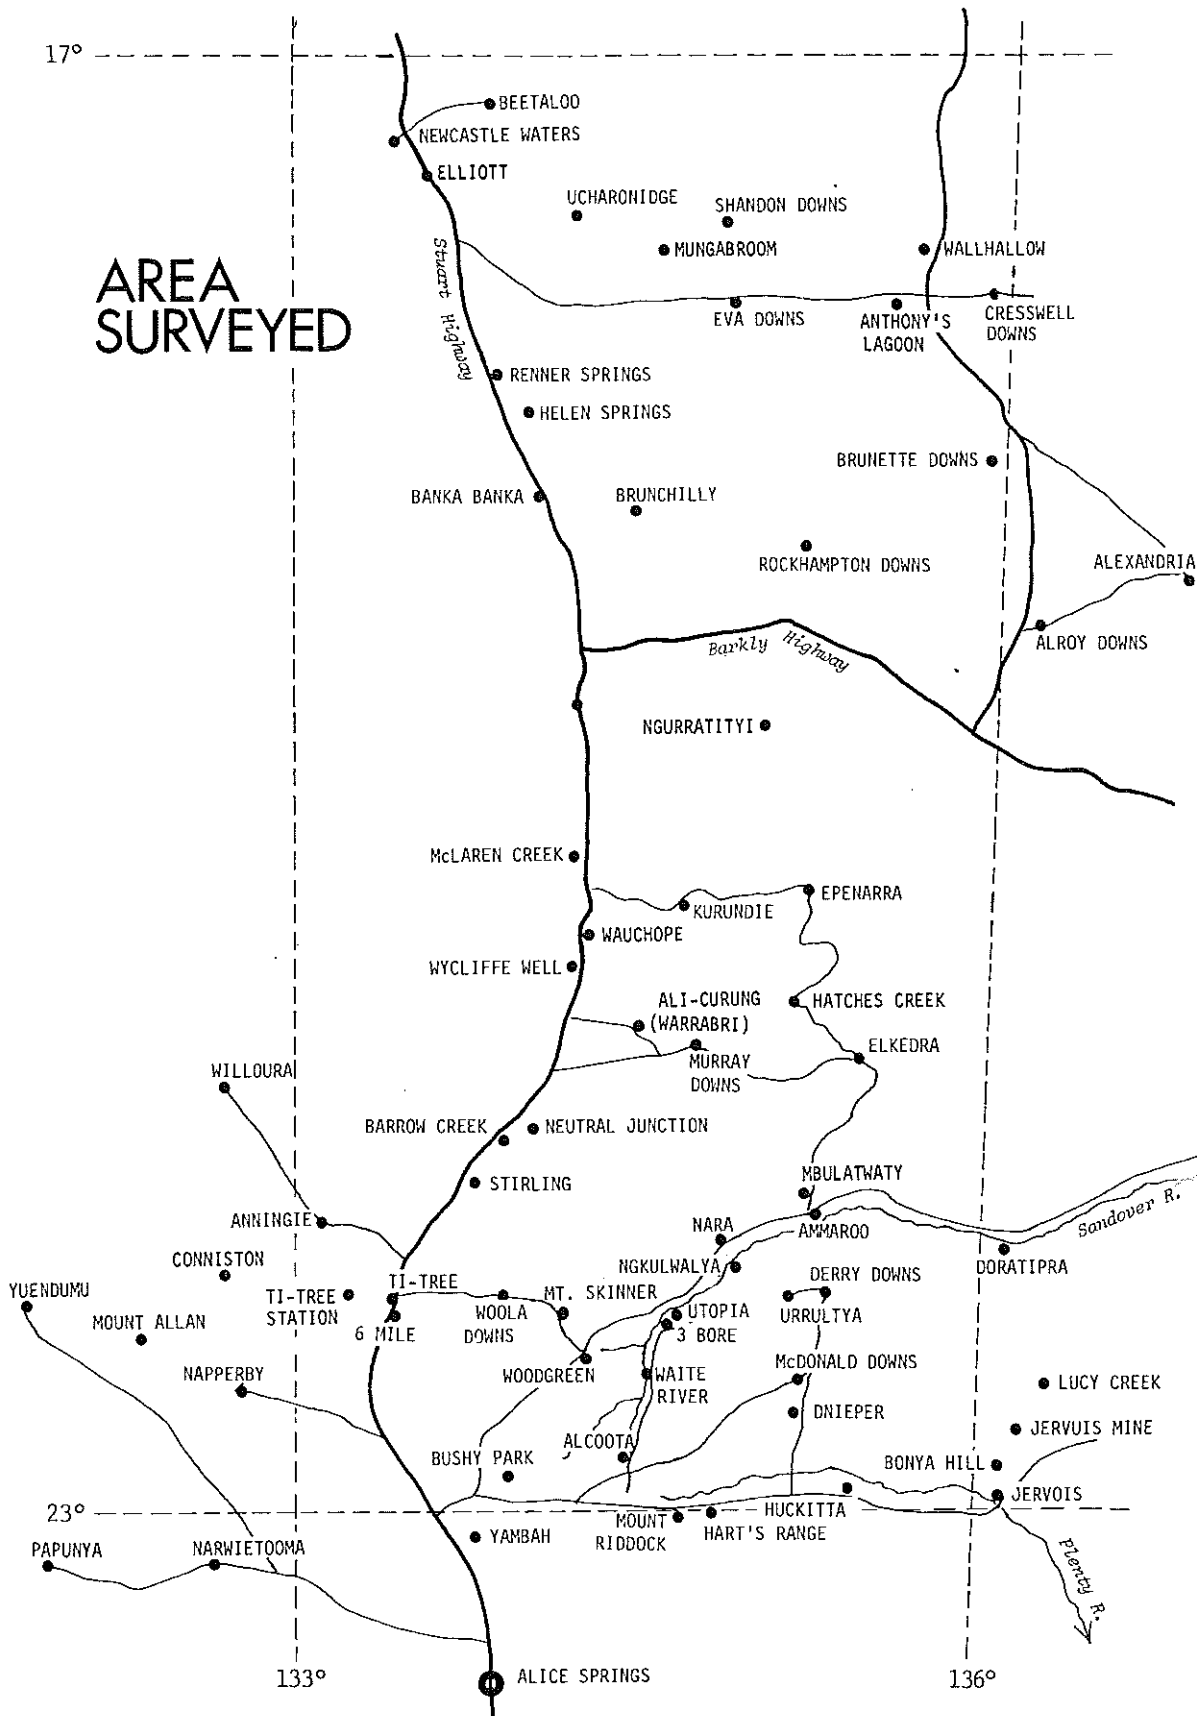 17°
BEETALOO
NEWCASTLE WATERS
ELLIOTT
UCHARONIDGE
SHANDON DOWNS
MUNGABROOM
WALLHALLOW
AREA
SURVEYED
Stuart Highway
EVA DOWNS
ANTHONY'S
LAGOON
CRESSWELL
DOWNS
RENNER SPRINGS
HELEN SPRINGS
BRUNETTE DOWNS
BANKA BANKA
BRUNCHILLY
ROCKHAMPTON DOWNS
ALEXANDRIA
ALROY DOWNS
Barkly Highway
NGURRATITYI
McLAREN CREEK
EPENARRA
KURUNDIE
WAUCHOPE
WYCLIFFE WELL
ALI-CURUNG
(WARRABRI)
HATCHES CREEK
MURRAY
DOWNS
ELKEDRA
WILLOURA
BARROW CREEK
NEUTRAL JUNCTION
STIRLING
MBULATWATY
ANNINGIE
NARA
AMMAROO
Sandover R.
CONNISTON
NGKULWALYA
DORATIPRA
YUENDUMU
TI-TREE
STATION
TI-TREE
6 MILE
WOOLA
DOWNS
MT. SKINNER
DERRY DOWNS
URRULTYA
MOUNT ALLAN
UTOPIA
3 BORE
NAPPERBY
WOODGREEN
WAITE
RIVER
McDONALD DOWNS
LUCY CREEK
DNIEPER
JERVUIS MINE
BUSHY PARK
ALCOOTA
BONYA HILL
JERVOIS
23°
HUCKITTA
MOUNT
RIDDOCK
HART'S RANGE
YAMBAH
PAPUNYA
NARWIETOOMA
Plenty R.
133°
ALICE SPRINGS
136°